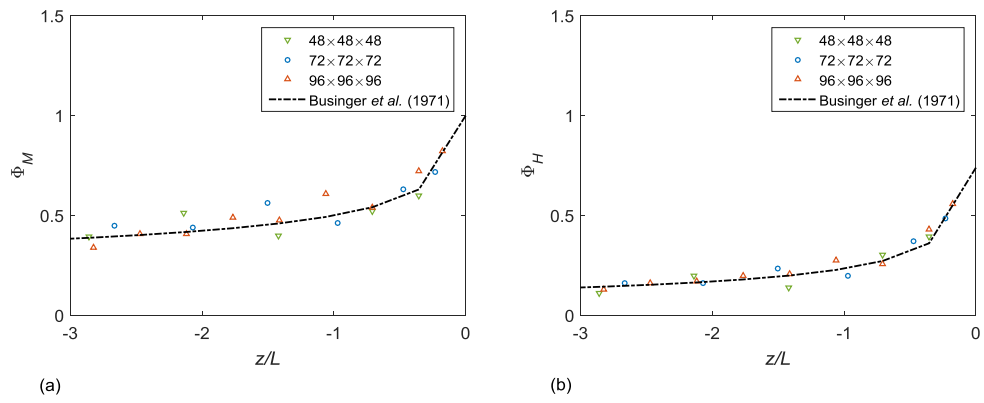 1.5
1
0.5
0
Φ_M
-3
-2
-1
0
z/L
48×48×48
72×72×72
96×96×96
Businger et al. (1971)
(a)
1.5
1
0.5
0
Φ_H
-3
-2
-1
0
z/L
48×48×48
72×72×72
96×96×96
Businger et al. (1971)
(b)